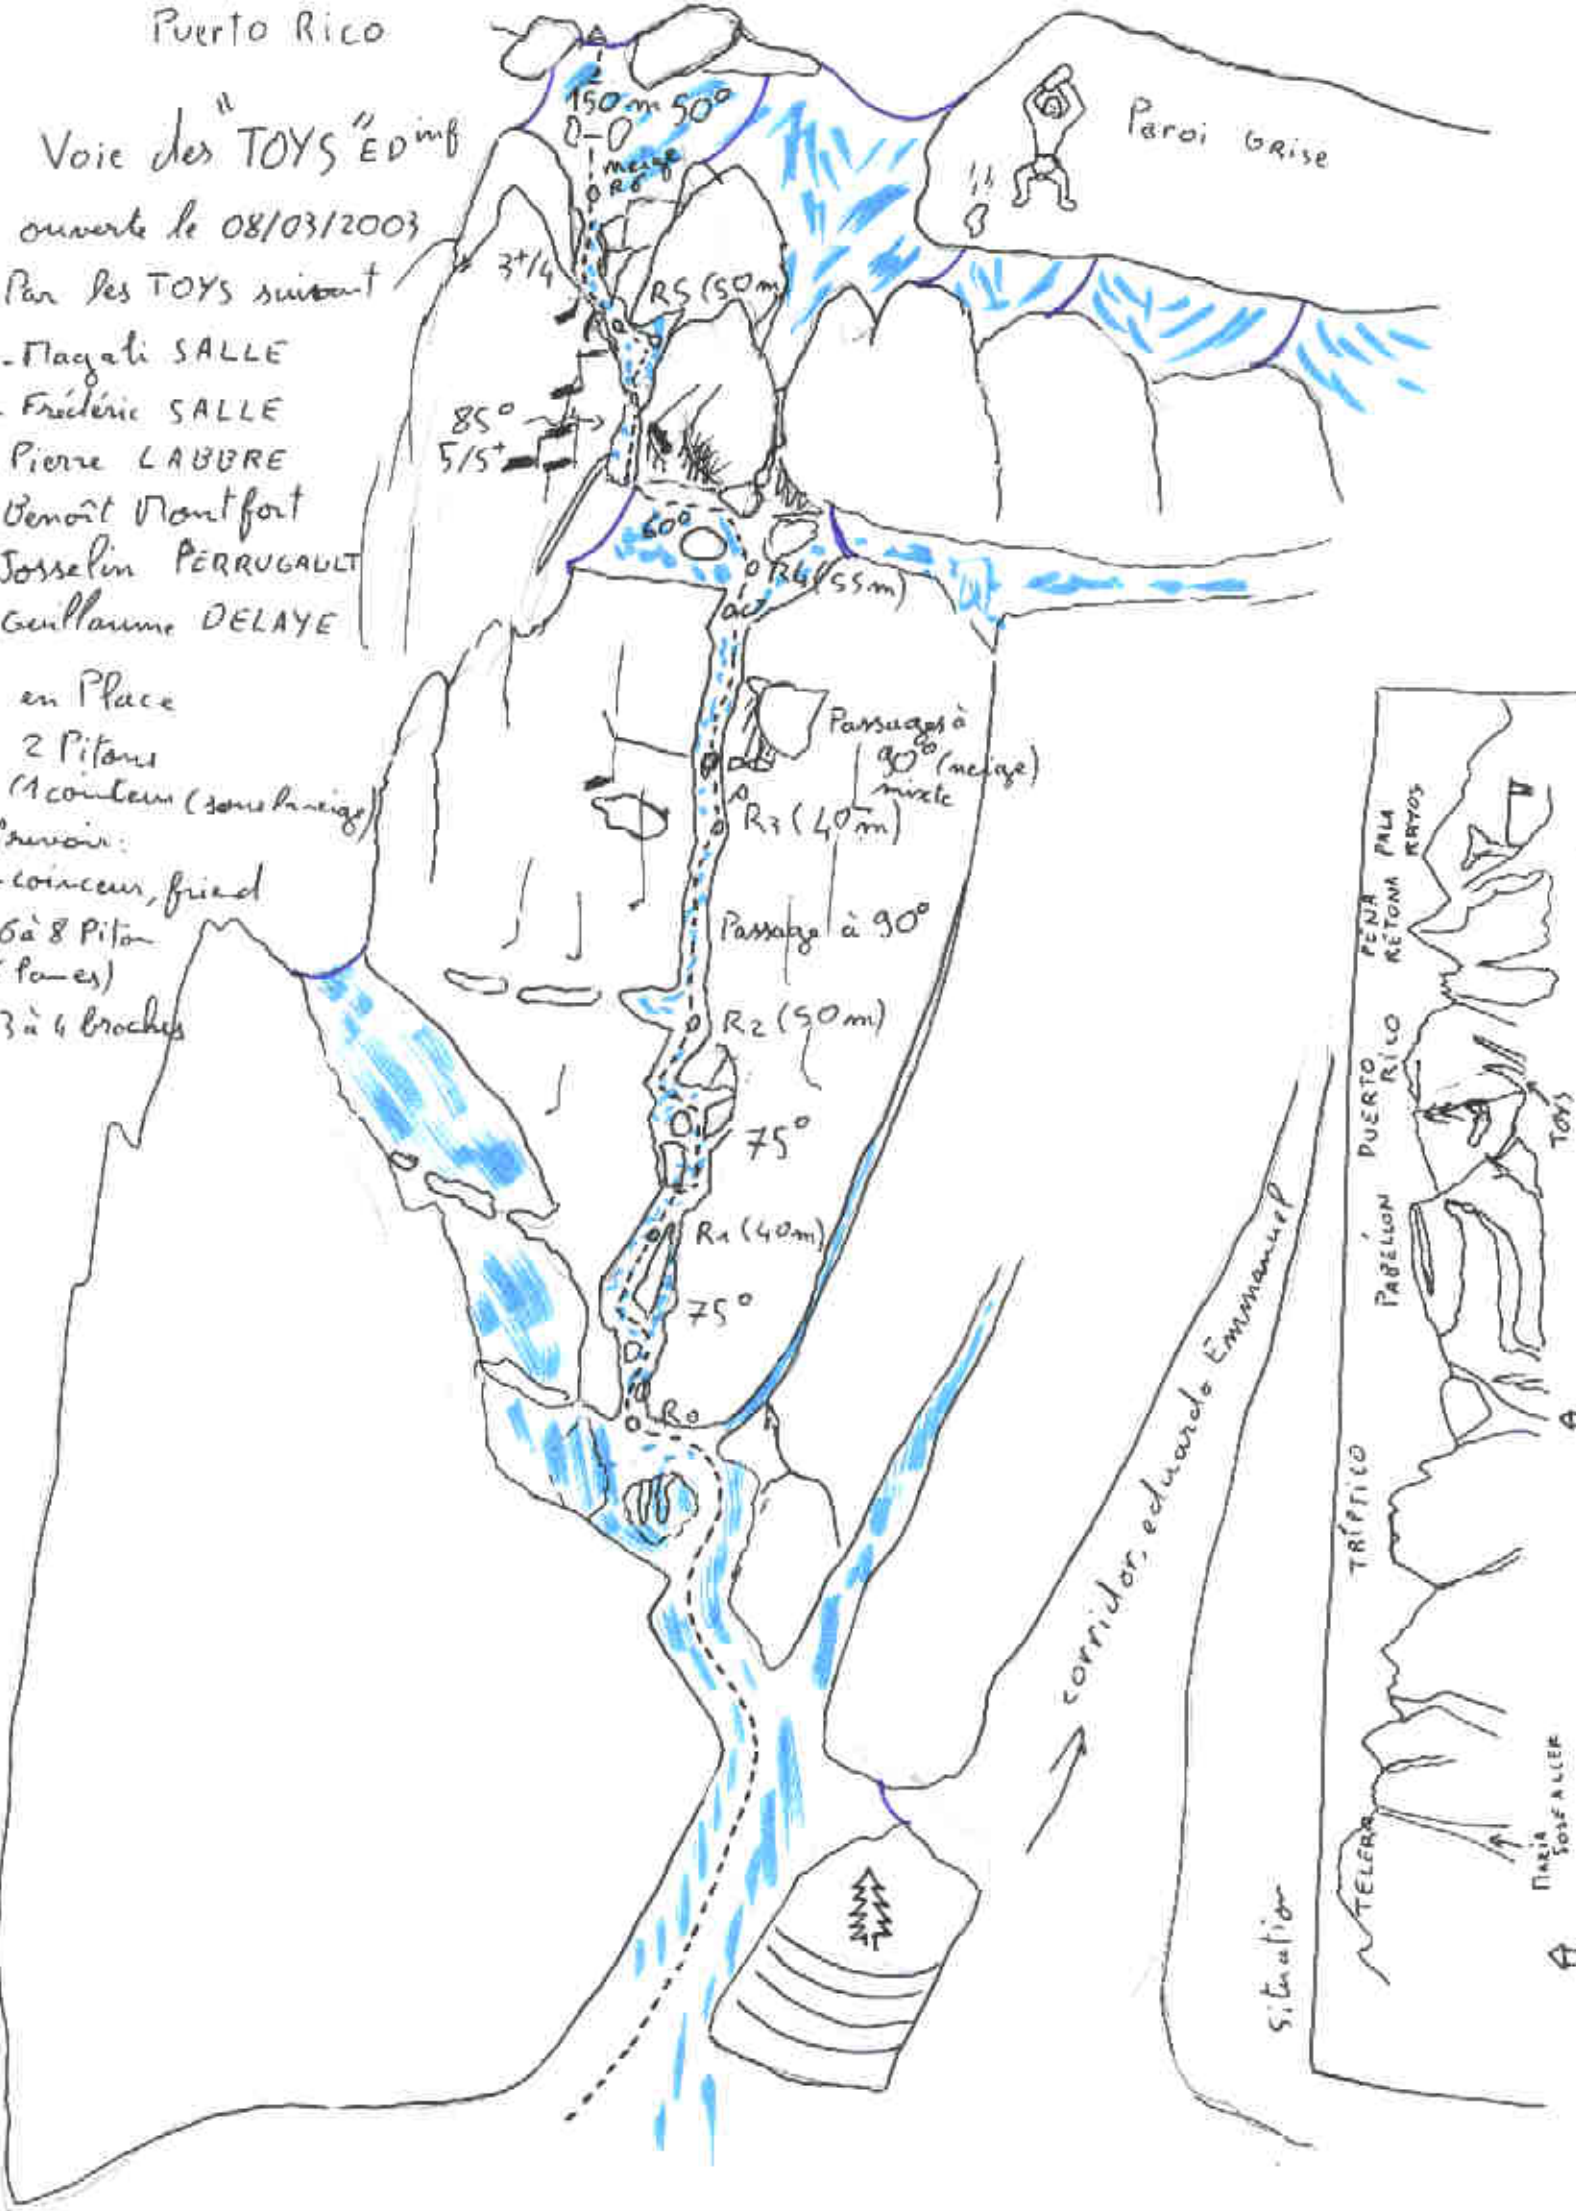 Puerto Rico
Voie des "TOYS" ED inf
ouverte le 08/03/2003
Par les TOYS suivant
- Magali SALLE
- Frédéric SALLE
Pierre LABBRE
Benoît Montfort
Josselin PERRUGAULT
Guillaume DELAYE
en Place
2 Pitons
(1 coinceur (sous la neige)
Prévoir:
- coinceur, friend
6 à 8 Piton
(Lames)
3 à 4 broches
150 m 50°
neige
R6
Paroi Grise
3+/4
R5 (50m)
85°
5/5+
60°
R4 (55m)
Passages à
90° (neige)
mixte
R3 (40m)
Passage à 90°
R2 (50m)
75°
R1 (40m)
75°
R0
corridor, eduardo Emmanuel
situation
TELERA
MARIA
JOSE ALLER
TRÍPTICO
PABELLON
PUERTO
RICO
TOYS
PEÑA
RETONA
PALA
RAYOS